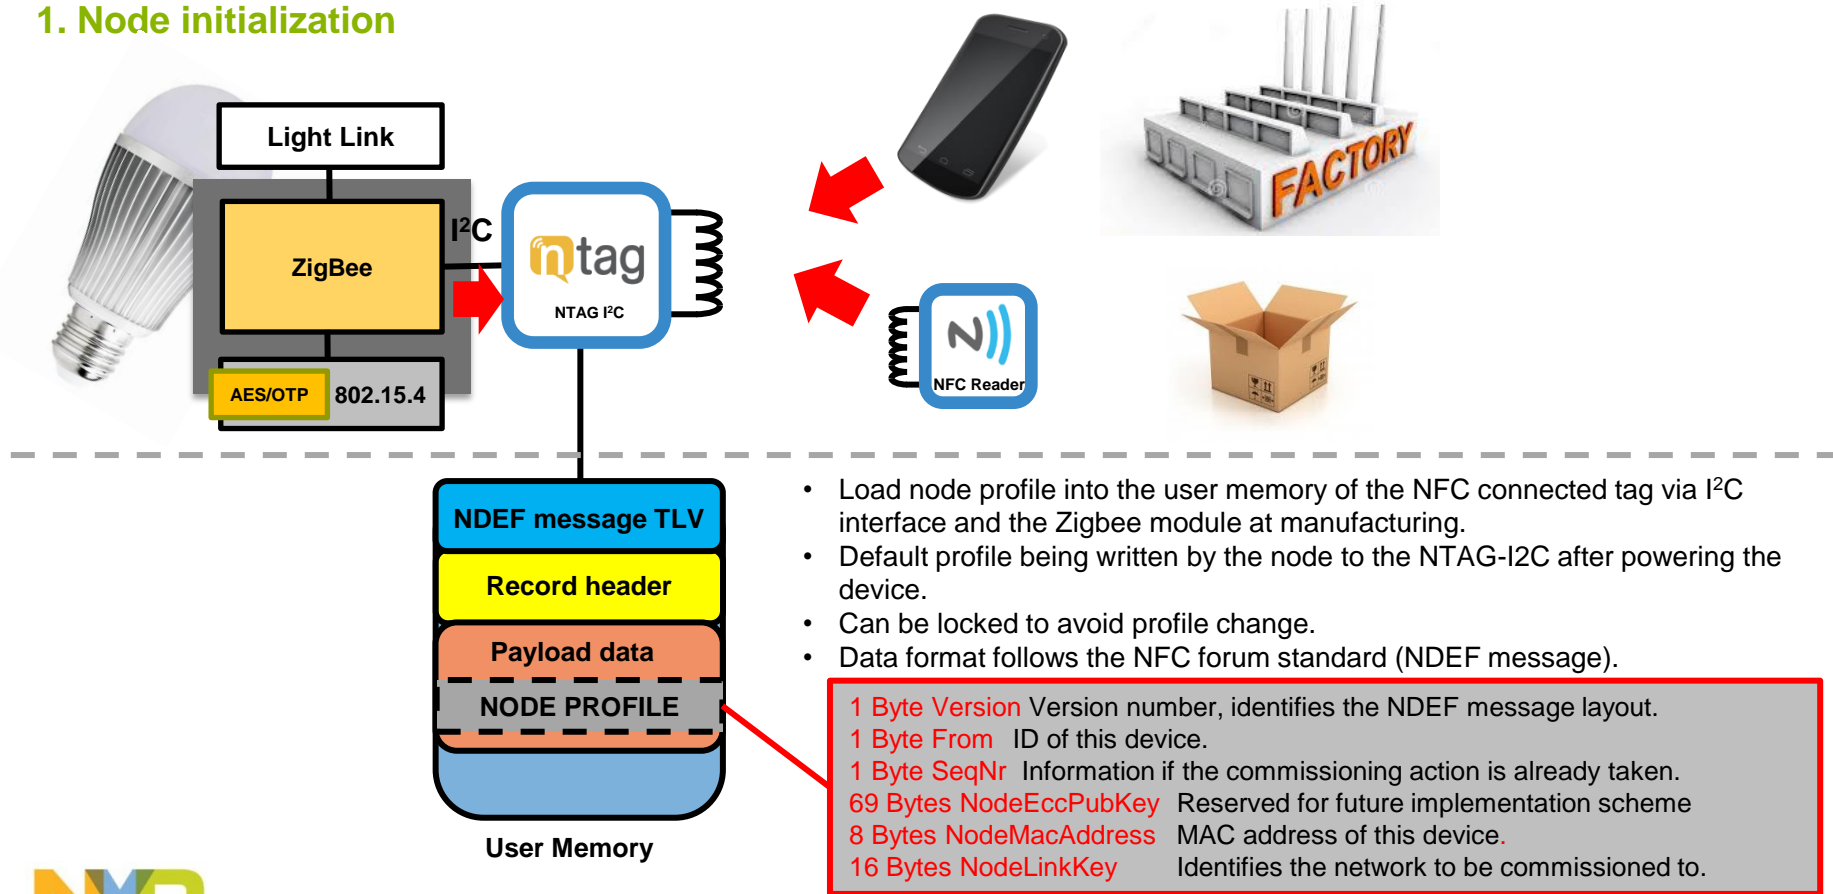 1. Node initialization
Light Link
ZigBee
I²C
ntag
NTAG I²C
AES/OTP
802.15.4
NFC Reader
FACTORY
NDEF message TLV
Record header
Payload data
NODE PROFILE
User Memory
• Load node profile into the user memory of the NFC connected tag via I²C
interface and the Zigbee module at manufacturing.
• Default profile being written by the node to the NTAG-I2C after powering the
device.
• Can be locked to avoid profile change.
• Data format follows the NFC forum standard (NDEF message).
1 Byte Version Version number, identifies the NDEF message layout.
1 Byte From ID of this device.
1 Byte SeqNr Information if the commissioning action is already taken.
69 Bytes NodeEccPubKey Reserved for future implementation scheme
8 Bytes NodeMacAddress MAC address of this device.
16 Bytes NodeLinkKey Identifies the network to be commissioned to.
NXP